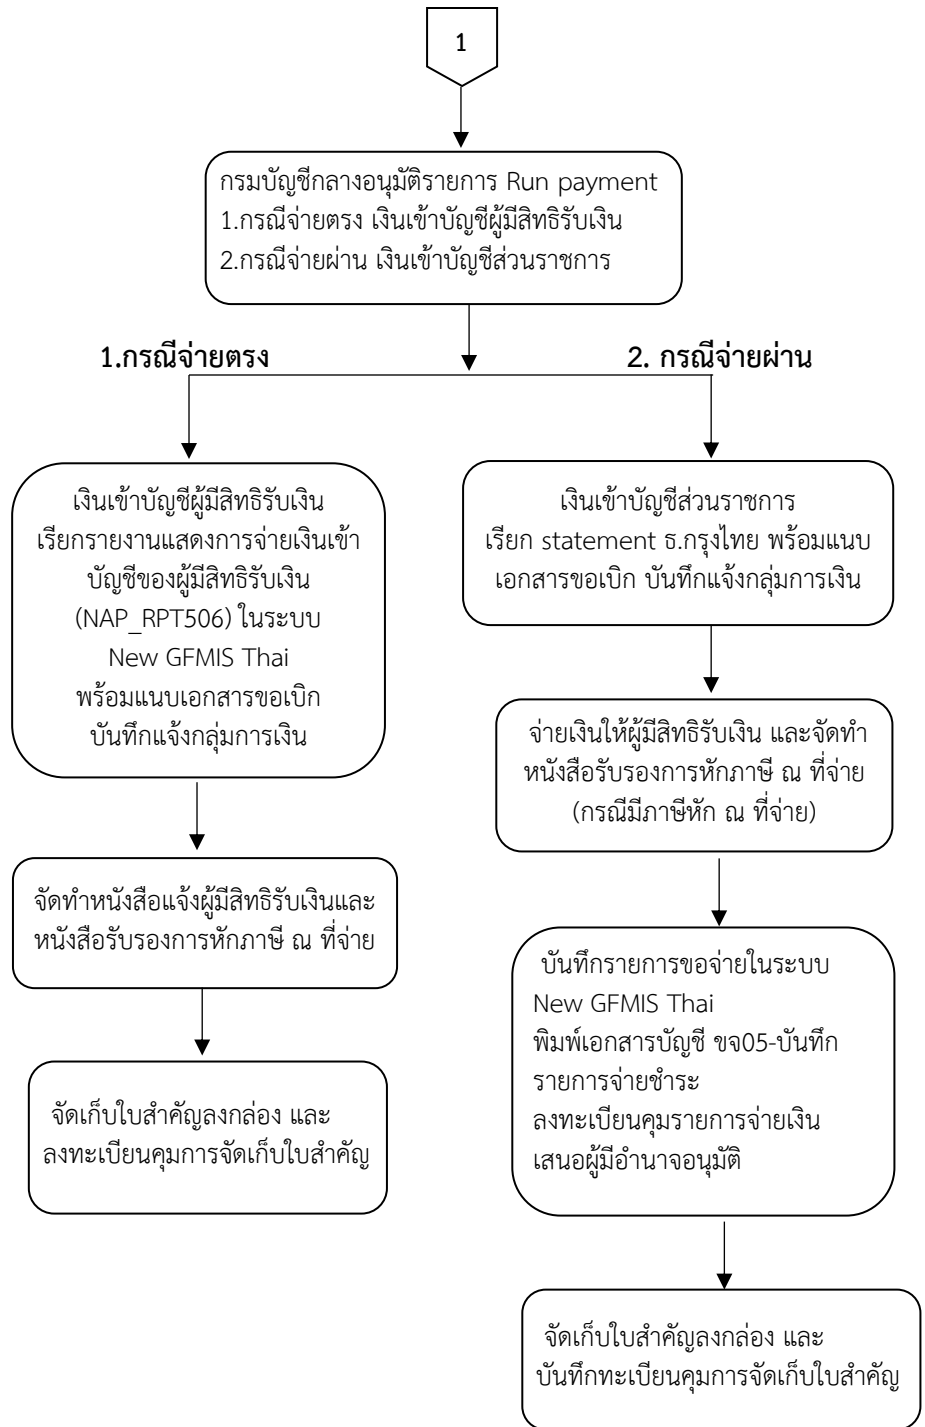 1
กรมบัญชีกลางอนุมัติรายการ Run payment
1.กรณีจ่ายตรง เงินเข้าบัญชีผู้มีสิทธิรับเงิน
2.กรณีจ่ายผ่าน เงินเข้าบัญชีส่วนราชการ
1.กรณีจ่ายตรง
เงินเข้าบัญชีผู้มีสิทธิรับเงิน
เรียกรายงานแสดงการจ่ายเงินเข้า
บัญชีของผู้มีสิทธิรับเงิน
(NAP_RPT506) ในระบบ
New GFMIS Thai
พร้อมแนบเอกสารขอเบิก
บันทึกแจ้งกลุ่มการเงิน
จัดทำหนังสือแจ้งผู้มีสิทธิรับเงินและ
หนังสือรับรองการหักภาษี ณ ที่จ่าย
จัดเก็บใบสำคัญลงกล่อง และ
ลงทะเบียนคุมการจัดเก็บใบสำคัญ
2. กรณีจ่ายผ่าน
เงินเข้าบัญชีส่วนราชการ
เรียก statement ธ.กรุงไทย พร้อมแนบ
เอกสารขอเบิก บันทึกแจ้งกลุ่มการเงิน
จ่ายเงินให้ผู้มีสิทธิรับเงิน และจัดทำ
หนังสือรับรองการหักภาษี ณ ที่จ่าย
(กรณีมีภาษีหัก ณ ที่จ่าย)
บันทึกรายการขอจ่ายในระบบ
New GFMIS Thai
พิมพ์เอกสารบัญชี ขจ05-บันทึก
รายการจ่ายชำระ
ลงทะเบียนคุมรายการจ่ายเงิน
เสนอผู้มีอำนาจอนุมัติ
จัดเก็บใบสำคัญลงกล่อง และ
บันทึกทะเบียนคุมการจัดเก็บใบสำคัญ